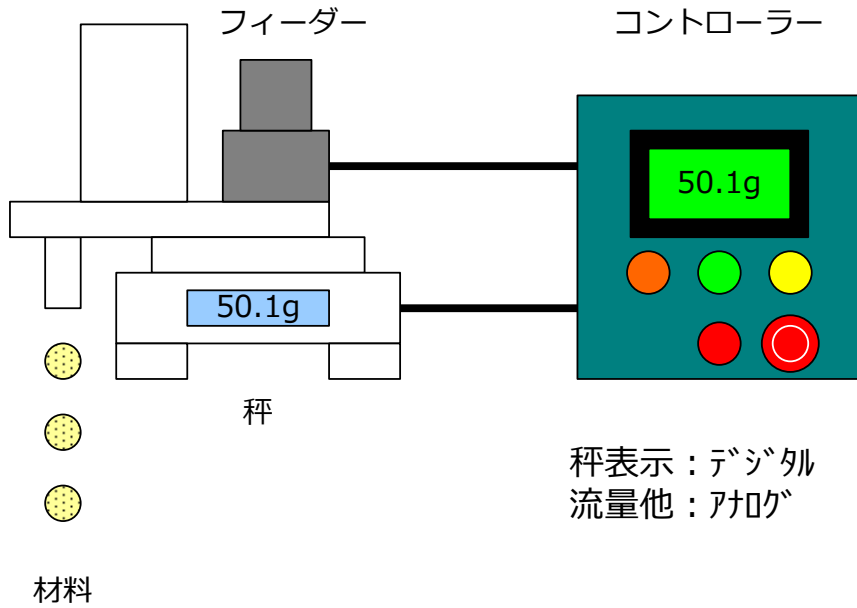 フィーダー
コントローラー
50.1g
50.1g
秤
秤表示：ﾃﾞｼﾞﾀﾙ
流量他：ｱﾅﾛｸﾞ
材料